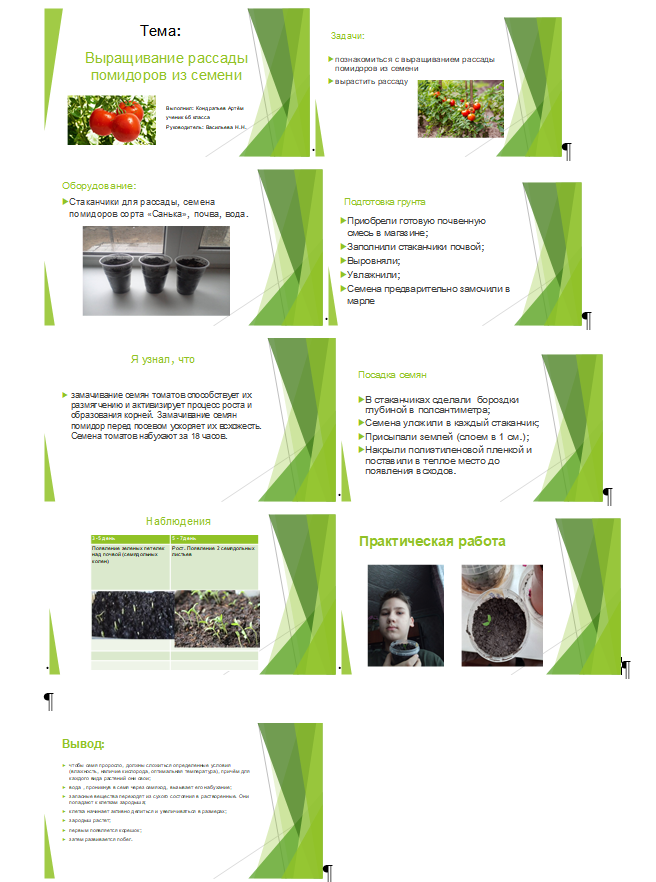 Тема:
Выращивание рассады
помидоров из семени
Выполнил: Кондратьев Артём
ученик 6б класса
Руководитель: Васильева Н.Н.
Задачи:
познакомиться с выращиванием рассады
помидоров из семени
вырастить рассаду
Оборудование:
Стаканчики для рассады, семена
помидоров сорта «Санька», почва, вода.
Подготовка грунта
Приобрели готовую почвенную
смесь в магазине;
Заполнили стаканчики почвой;
Выровняли;
Увлажнили;
Семена предварительно замочили в
марле
Я узнал, что
замачивание семян томатов способствует их
размягчению и активизирует процесс роста и
образования корней. Замачивание семян
помидор перед посевом ускоряет их всхожесть.
Семена томатов набухают за 18 часов.
Посадка семян
В стаканчиках сделали бороздки
глубиной в полсантиметра;
Семена уложили в каждый стаканчик;
Присыпали землей (слоем в 1 см.);
Накрыли полиэтиленовой пленкой и
поставили в теплое место до
появления всходов.
Наблюдения
3-5 день
5 – 7 день
Появление зеленых петелек
над почвой (семядольных
колен)
Рост. Появление 2 семядольных
листьев
Практическая работа
Вывод:
чтобы семя проросло, должны сложиться определенные условия
(влажность, наличие кислорода, оптимальная температура), причём для
каждого вида растений они свои;
вода , проникнув в семя через семявход, вызывает его набухание;
запасные вещества переходят из сухого состояния в растворенные. Они
попадают к клеткам зародыша;
клетка начинает активно делиться и увеличиваться в размерах;
зародыш растет;
первым появляется корешок;
затем развивается побег.